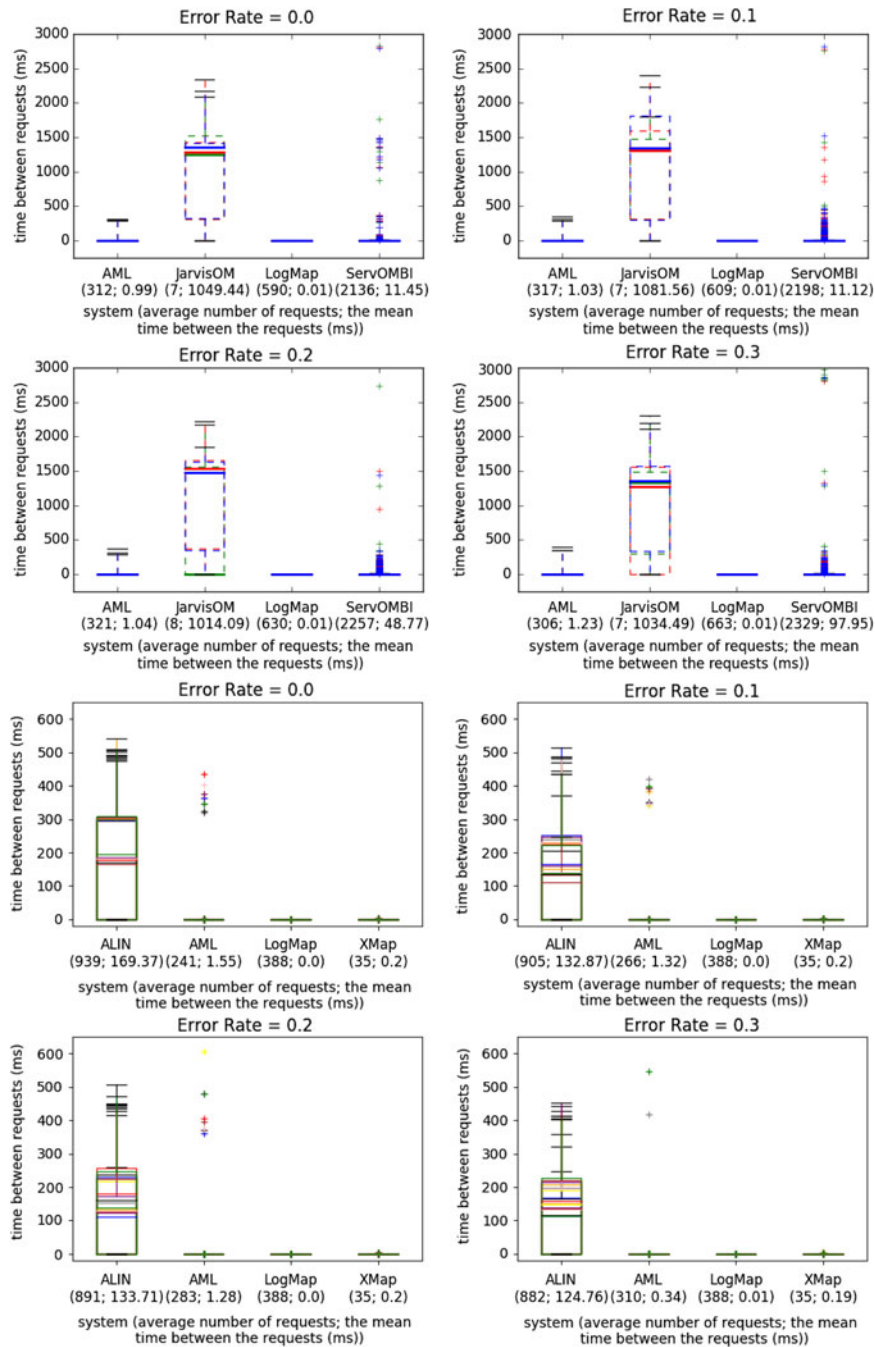 Error Rate = 0.0
time between requests (ms)
3000
2500
2000
1500
1000
500
0
AML JarvisOM LogMap ServOMBI
(312; 0.99) (7; 1049.44) (590; 0.01) (2136; 11.45)
system (average number of requests; the mean
time between the requests (ms))
Error Rate = 0.1
time between requests (ms)
3000
2500
2000
1500
1000
500
0
AML JarvisOM LogMap ServOMBI
(317; 1.03) (7; 1081.56) (609; 0.01) (2198; 11.12)
system (average number of requests; the mean
time between the requests (ms))
Error Rate = 0.2
time between requests (ms)
3000
2500
2000
1500
1000
500
0
AML JarvisOM LogMap ServOMBI
(321; 1.04) (8; 1014.09) (630; 0.01) (2257; 48.77)
system (average number of requests; the mean
time between the requests (ms))
Error Rate = 0.3
time between requests (ms)
3000
2500
2000
1500
1000
500
0
AML JarvisOM LogMap ServOMBI
(306; 1.23) (7; 1034.49) (663; 0.01) (2329; 97.95)
system (average number of requests; the mean
time between the requests (ms))
Error Rate = 0.0
time between requests (ms)
600
500
400
300
200
100
0
ALIN AML LogMap XMap
(939; 169.37) (241; 1.55) (388; 0.0) (35; 0.2)
system (average number of requests; the mean
time between the requests (ms))
Error Rate = 0.1
time between requests (ms)
600
500
400
300
200
100
0
ALIN AML LogMap XMap
(905; 132.87) (266; 1.32) (388; 0.0) (35; 0.2)
system (average number of requests; the mean
time between the requests (ms))
Error Rate = 0.2
time between requests (ms)
600
500
400
300
200
100
0
ALIN AML LogMap XMap
(891; 133.71) (283; 1.28) (388; 0.0) (35; 0.2)
system (average number of requests; the mean
time between the requests (ms))
Error Rate = 0.3
time between requests (ms)
600
500
400
300
200
100
0
ALIN AML LogMap XMap
(882; 124.76) (310; 0.34) (388; 0.01) (35; 0.19)
system (average number of requests; the mean
time between the requests (ms))